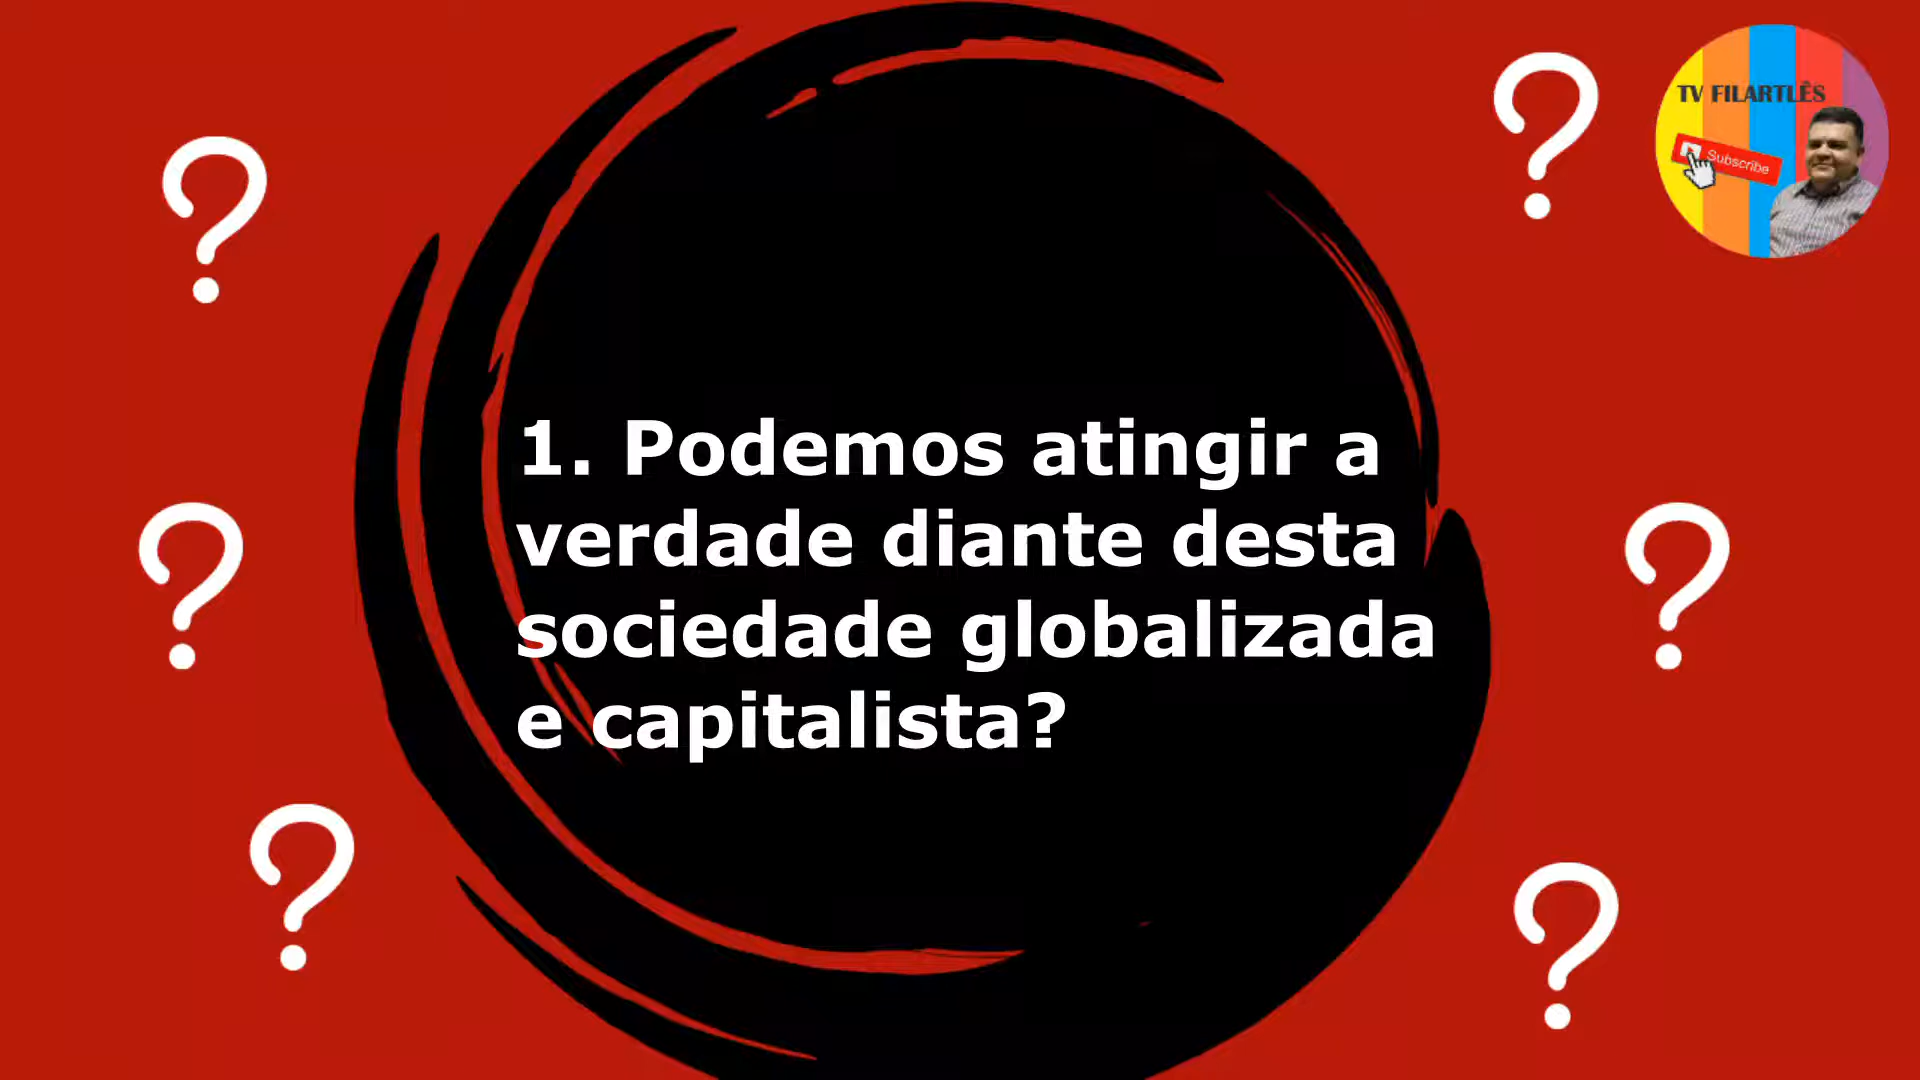 TV FILARTLÊS
Subscribe
1. Podemos atingir a
verdade diante desta
sociedade globalizada
e capitalista?